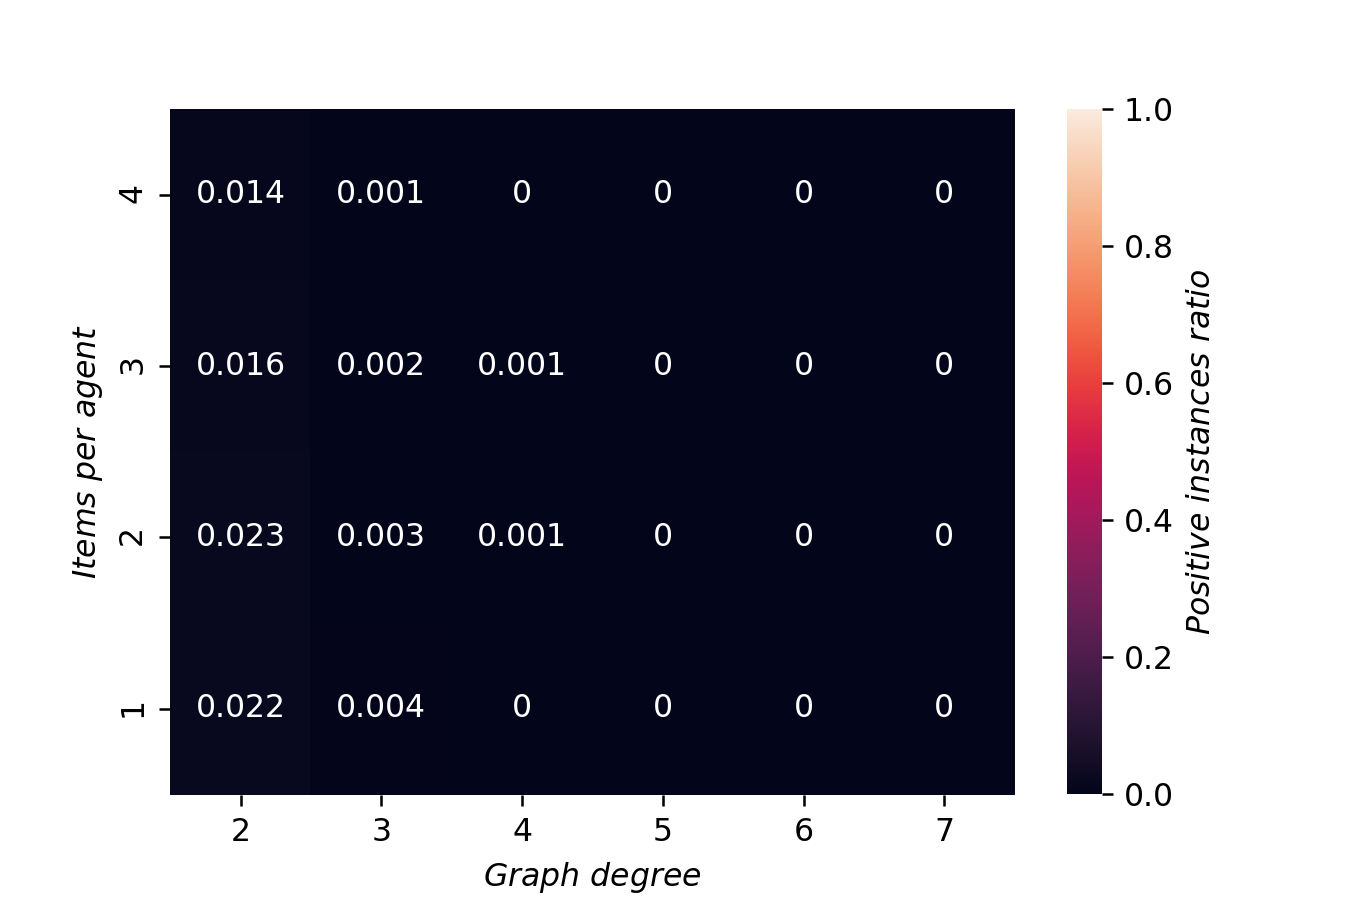 1.0
4 0.014 0.001 0 0 0 0
0.8
3 0.016 0.002 0.001 0 0 0
0.6
Items per agent
Positive instances ratio
2 0.023 0.003 0.001 0 0 0
0.4
0.2
1 0.022 0.004 0 0 0 0
0.0
2 3 4 5 6 7
Graph degree